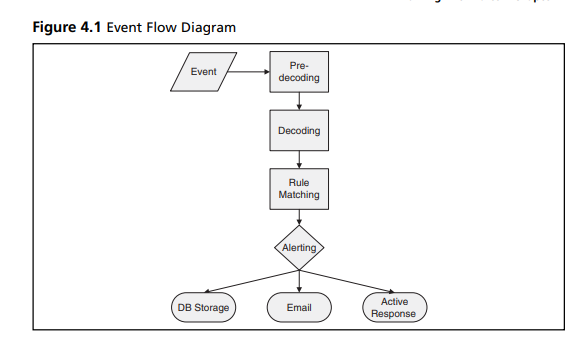 Figure 4.1 Event Flow Diagram
Event
Pre-
decoding
Decoding
Rule
Matching
Alerting
DB Storage
Email
Active
Response